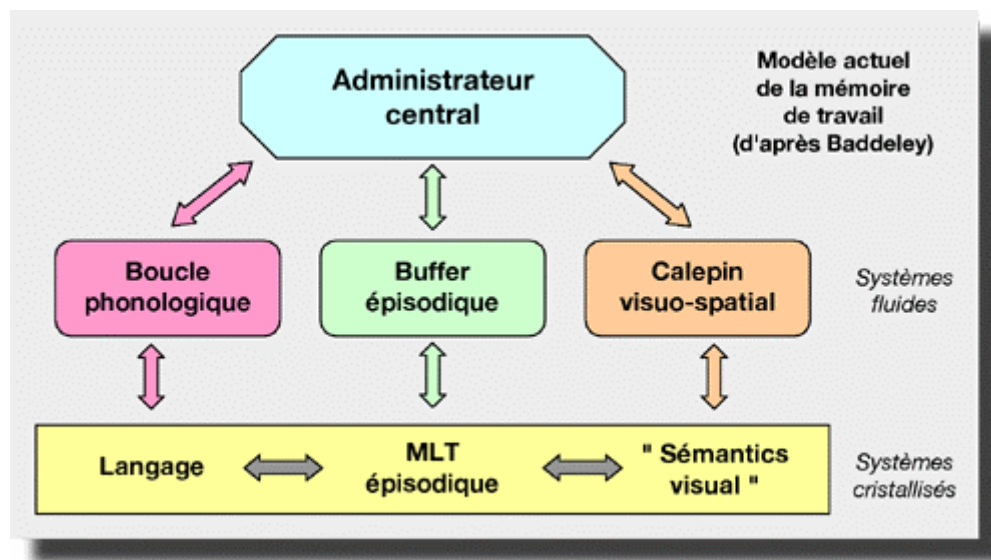 Administrateur
central
Modèle actuel
de la mémoire
de travail
(d'après Baddeley)
Boucle
phonologique
Buffer
épisodique
Calepin
visuo-spatial
Systèmes
fluides
Langage
MLT
épisodique
" Sémantics
visual "
Systèmes
cristallisés